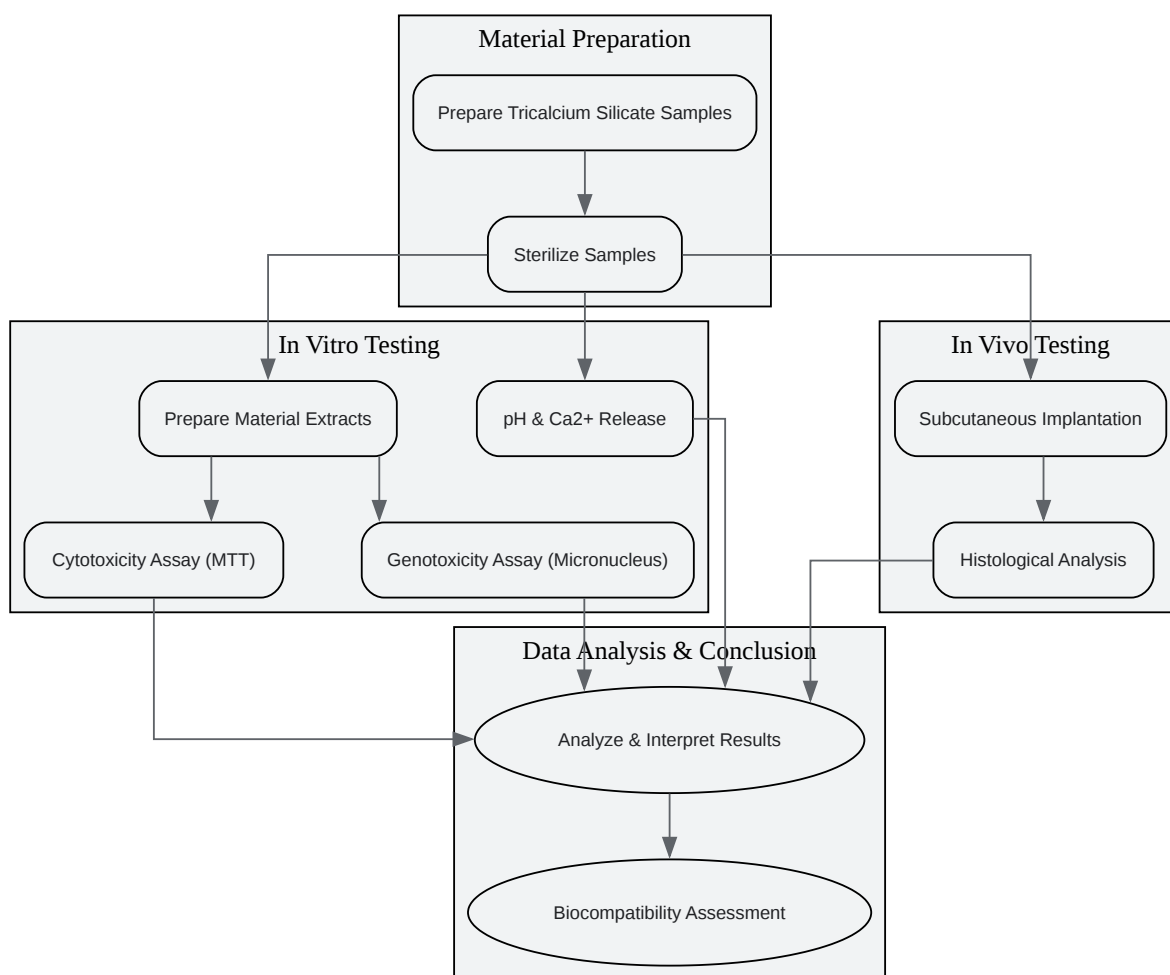 Material Preparation
Prepare Tricalcium Silicate Samples
Sterilize Samples
In Vitro Testing
In Vivo Testing
Prepare Material Extracts
pH & Ca2+ Release
Subcutaneous Implantation
Cytotoxicity Assay (MTT)
Genotoxicity Assay (Micronucleus)
Histological Analysis
Data Analysis & Conclusion
Analyze & Interpret Results
Biocompatibility Assessment